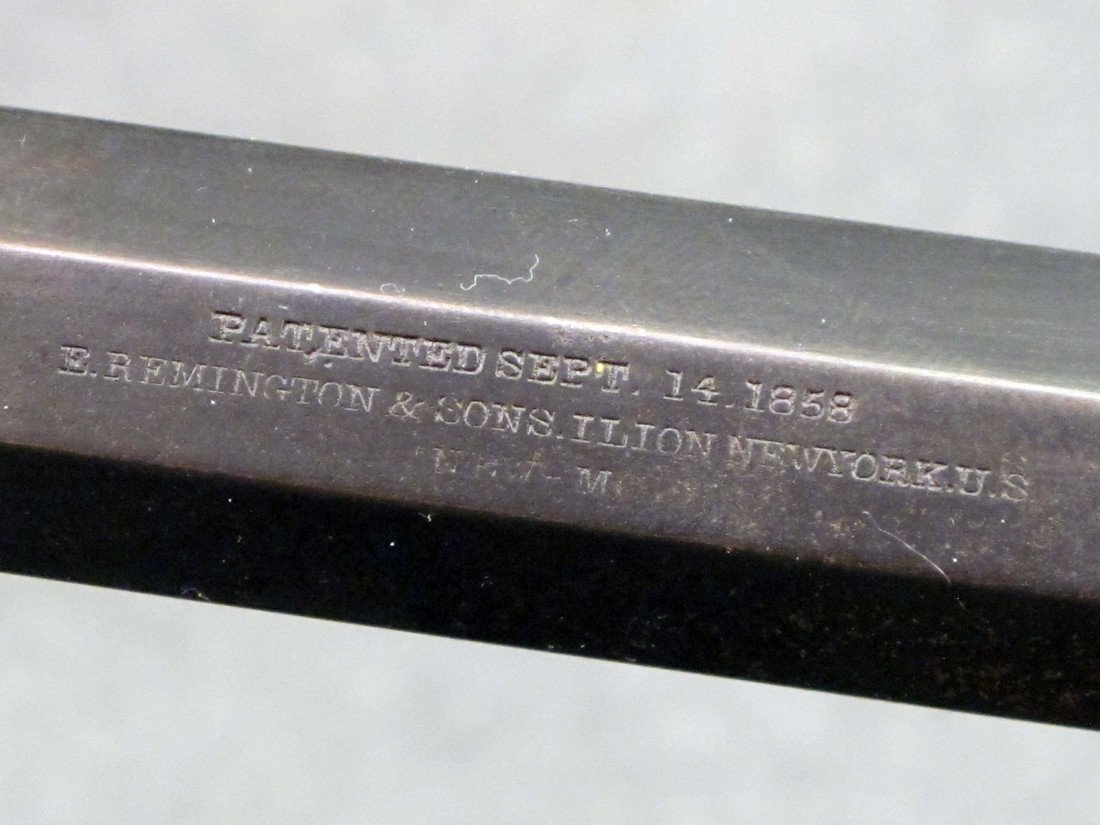 PATENTED SEPT. 14.1858
E.REMINGTON & SONS.ILION NEWYORK.U.S